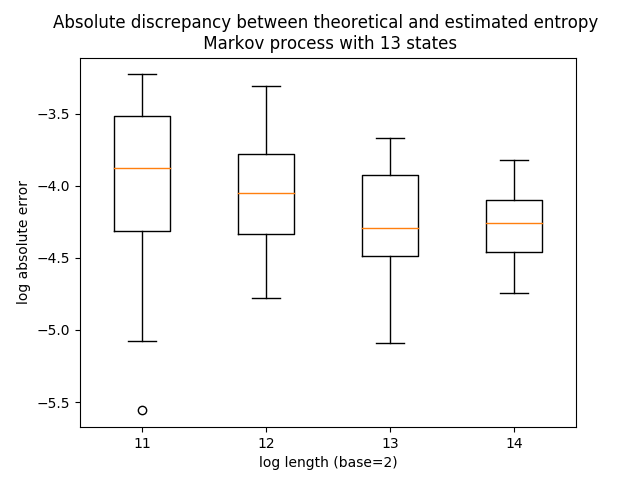 Absolute discrepancy between theoretical and estimated entropy
Markov process with 13 states
−3.5
−4.0
−4.5
−5.0
−5.5
log absolute error
11 12 13 14
log length (base=2)